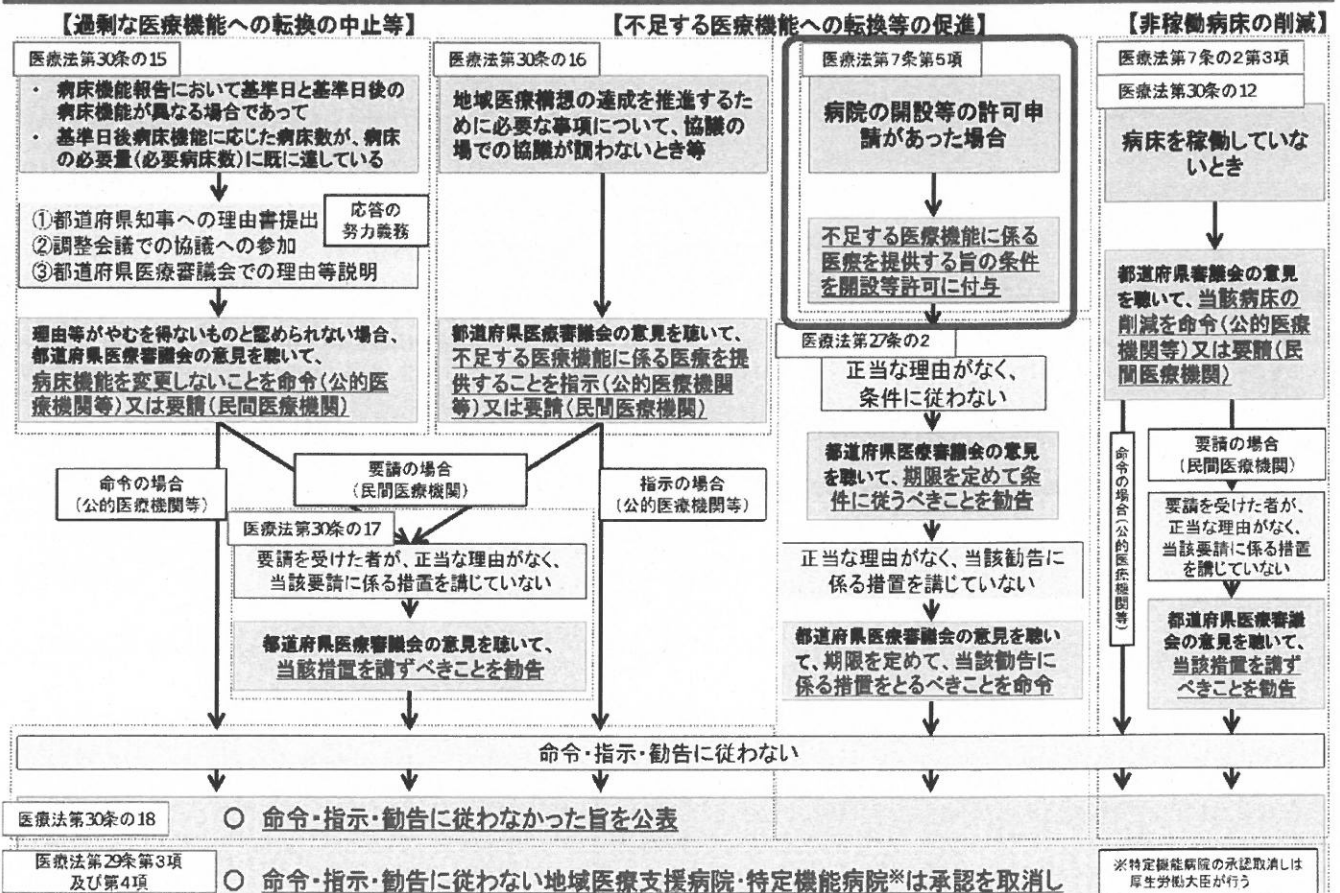 【過剰な医療機能への転換の中止等】
【不足する医療機能への転換等の促進】
【非稼働病床の削減】
医療法第30条の15
・ 病床機能報告において基準日と基準日後の
病床機能が異なる場合であって
・ 基準日後病床機能に応じた病床数が、病床
の必要量(必要病床数)に既に達している
①都道府県知事への理由書提出
②調整会議での協議への参加
③都道府県医療審議会での理由等説明
応答の
努力義務
理由等がやむを得ないものと認められない場合、
都道府県医療審議会の意見を聴いて、
病床機能を変更しないことを命令(公的医
療機関等)又は要請(民間医療機関)
医療法第30条の16
地域医療構想の達成を推進するた
めに必要な事項について、協議の
場での協議が調わないとき等
都道府県医療審議会の意見を聴いて、
不足する医療機能に係る医療を提
供することを指示(公的医療機関
等)又は要請(民間医療機関)
命令の場合
(公的医療機関等)
要請の場合
(民間医療機関)
指示の場合
(公的医療機関等)
医療法第30条の17
要請を受けた者が、正当な理由がなく、
当該要請に係る措置を講じていない
都道府県医療審議会の意見を聴いて、
当該措置を講ずべきことを勧告
医療法第7条第5項
病院の開設等の許可申
請があった場合
不足する医療機能に係る
医療を提供する旨の条件
を開設等許可に付与
医療法第27条の2
正当な理由がなく、
条件に従わない
都道府県医療審議会の意見
を聴いて、期限を定めて条
件に従うべきことを勧告
正当な理由がなく、当該勧告に
係る措置を講じていない
都道府県医療審議会の意見を聴い
て、期限を定めて、当該勧告に
係る措置をとるべきことを命令
医療法第7条の2第3項
医療法第30条の12
病床を稼働していな
いとき
都道府県審議会の意見
を聴いて、当該病床の
削減を命令(公的医療
機関等)又は要請(民
間医療機関)
命令の場合(公的医療機関等)
要請の場合
(民間医療機関)
要請を受けた者が、
正当な理由がなく、
当該要請に係る措置
を講じていない
都道府県医療審議
会の意見を聴いて、
当該措置を講ず
べきことを勧告
命令・指示・勧告に従わない
医療法第30条の18
○ 命令・指示・勧告に従わなかった旨を公表
医療法第29条第3項
及び第4項
○ 命令・指示・勧告に従わない地域医療支援病院・特定機能病院※は承認を取消し
※特定機能病院の承認取消しは
厚生労働大臣が行う